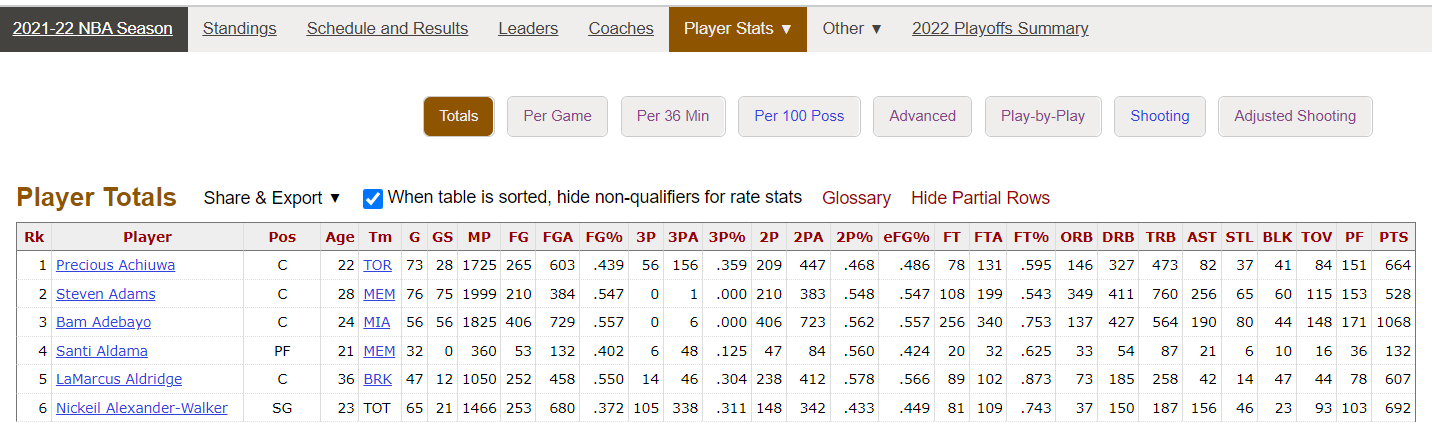 2021-22 NBA Season Standings Schedule and Results Leaders Coaches Player Stats ▼ Other ▼ 2022 Playoffs Summary
Totals Per Game Per 36 Min Per 100 Poss Advanced Play-by-Play Shooting Adjusted Shooting
Player Totals Share & Export ▼ When table is sorted, hide non-qualifiers for rate stats Glossary Hide Partial Rows
Rk Player Pos Age Tm G GS MP FG FGA FG% 3P 3PA 3P% 2P 2PA 2P% eFG% FT FTA FT% ORB DRB TRB AST STL BLK TOV PF PTS
1 Precious Achiuwa C 22 TOR 73 28 1725 265 603 .439 56 156 .359 209 447 .468 .486 78 131 .595 146 327 473 82 37 41 84 151 664
2 Steven Adams C 28 MEM 76 75 1999 210 384 .547 0 1 .000 210 383 .548 .547 108 199 .543 349 411 760 256 65 60 115 153 528
3 Bam Adebayo C 24 MIA 56 56 1825 406 729 .557 0 6 .000 406 723 .562 .557 256 340 .753 137 427 564 190 80 44 148 171 1068
4 Santi Aldama PF 21 MEM 32 0 360 53 132 .402 6 48 .125 47 84 .560 .424 20 32 .625 33 54 87 21 6 10 16 36 132
5 LaMarcus Aldridge C 36 BRK 47 12 1050 252 458 .550 14 46 .304 238 412 .578 .566 89 102 .873 73 185 258 42 14 47 44 78 607
6 Nickeil Alexander-Walker SG 23 TOT 65 21 1466 253 680 .372 105 338 .311 148 342 .433 .449 81 109 .743 37 150 187 156 46 23 93 103 692